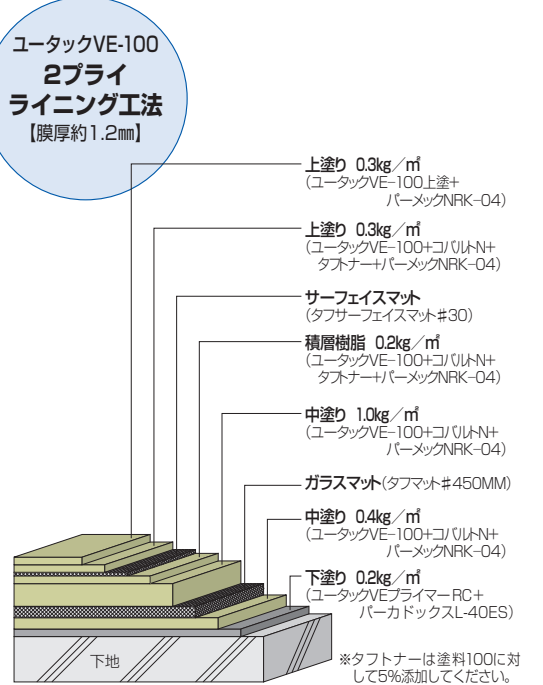 ユータックVE-100
2プライ
ライニング工法
【膜厚約1.2㎜】
上塗り 0.3kg／㎡
（ユータックVE−100上塗＋
パーメックNRK−04）
上塗り 0.3kg／㎡
（ユータックVE−100＋コバルトN＋
タフトナー＋パーメックNRK−04）
サーフェイスマット
（タフサーフェイスマット＃30）
積層樹脂 0.2kg／㎡
（ユータックVE−100＋コバルトN＋
タフトナー＋パーメックNRK−04）
中塗り 1.0kg／㎡
（ユータックVE−100＋コバルトN＋
パーメックNRK−04）
ガラスマット（タフマット＃450MM）
中塗り 0.4kg／㎡
（ユータックVE−100＋コバルトN＋
パーメックNRK−04）
下塗り 0.2kg／㎡
（ユータックVEプライマーRC＋
パーカドックスL-40ES）
下地
※タフトナーは塗料100に対
して5%添加してください。